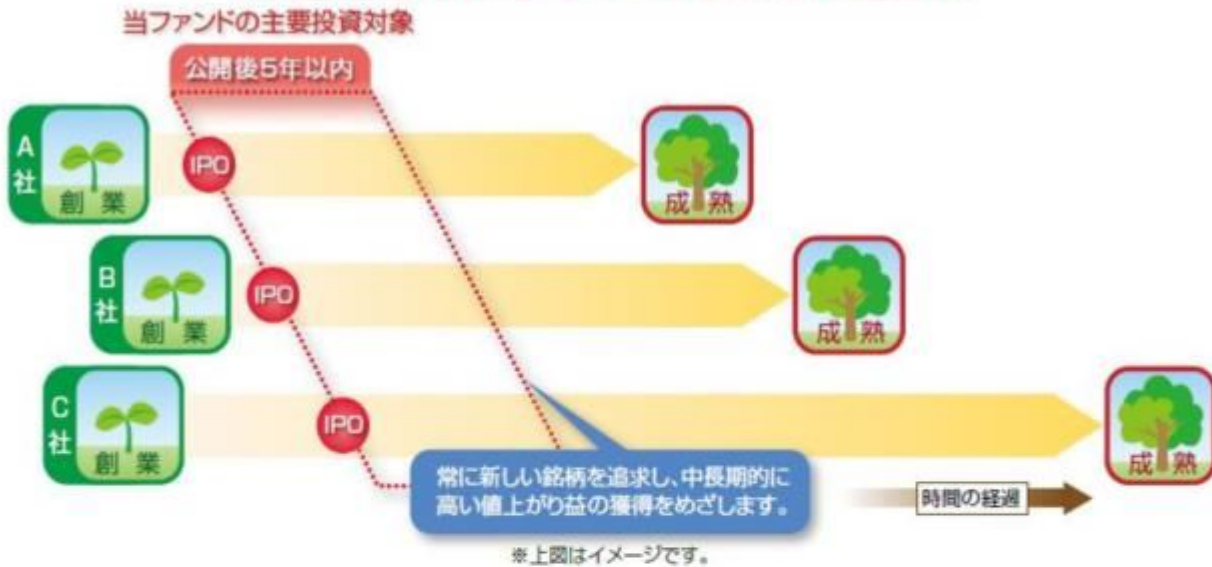 当ファンドの主要投資対象
公開後5年以内
A社
創業
IPO
成熟
B社
創業
IPO
成熟
C社
創業
IPO
成熟
常に新しい銘柄を追求し、中長期的に
高い値上がり益の獲得をめざします。
時間の経過
※上図はイメージです。